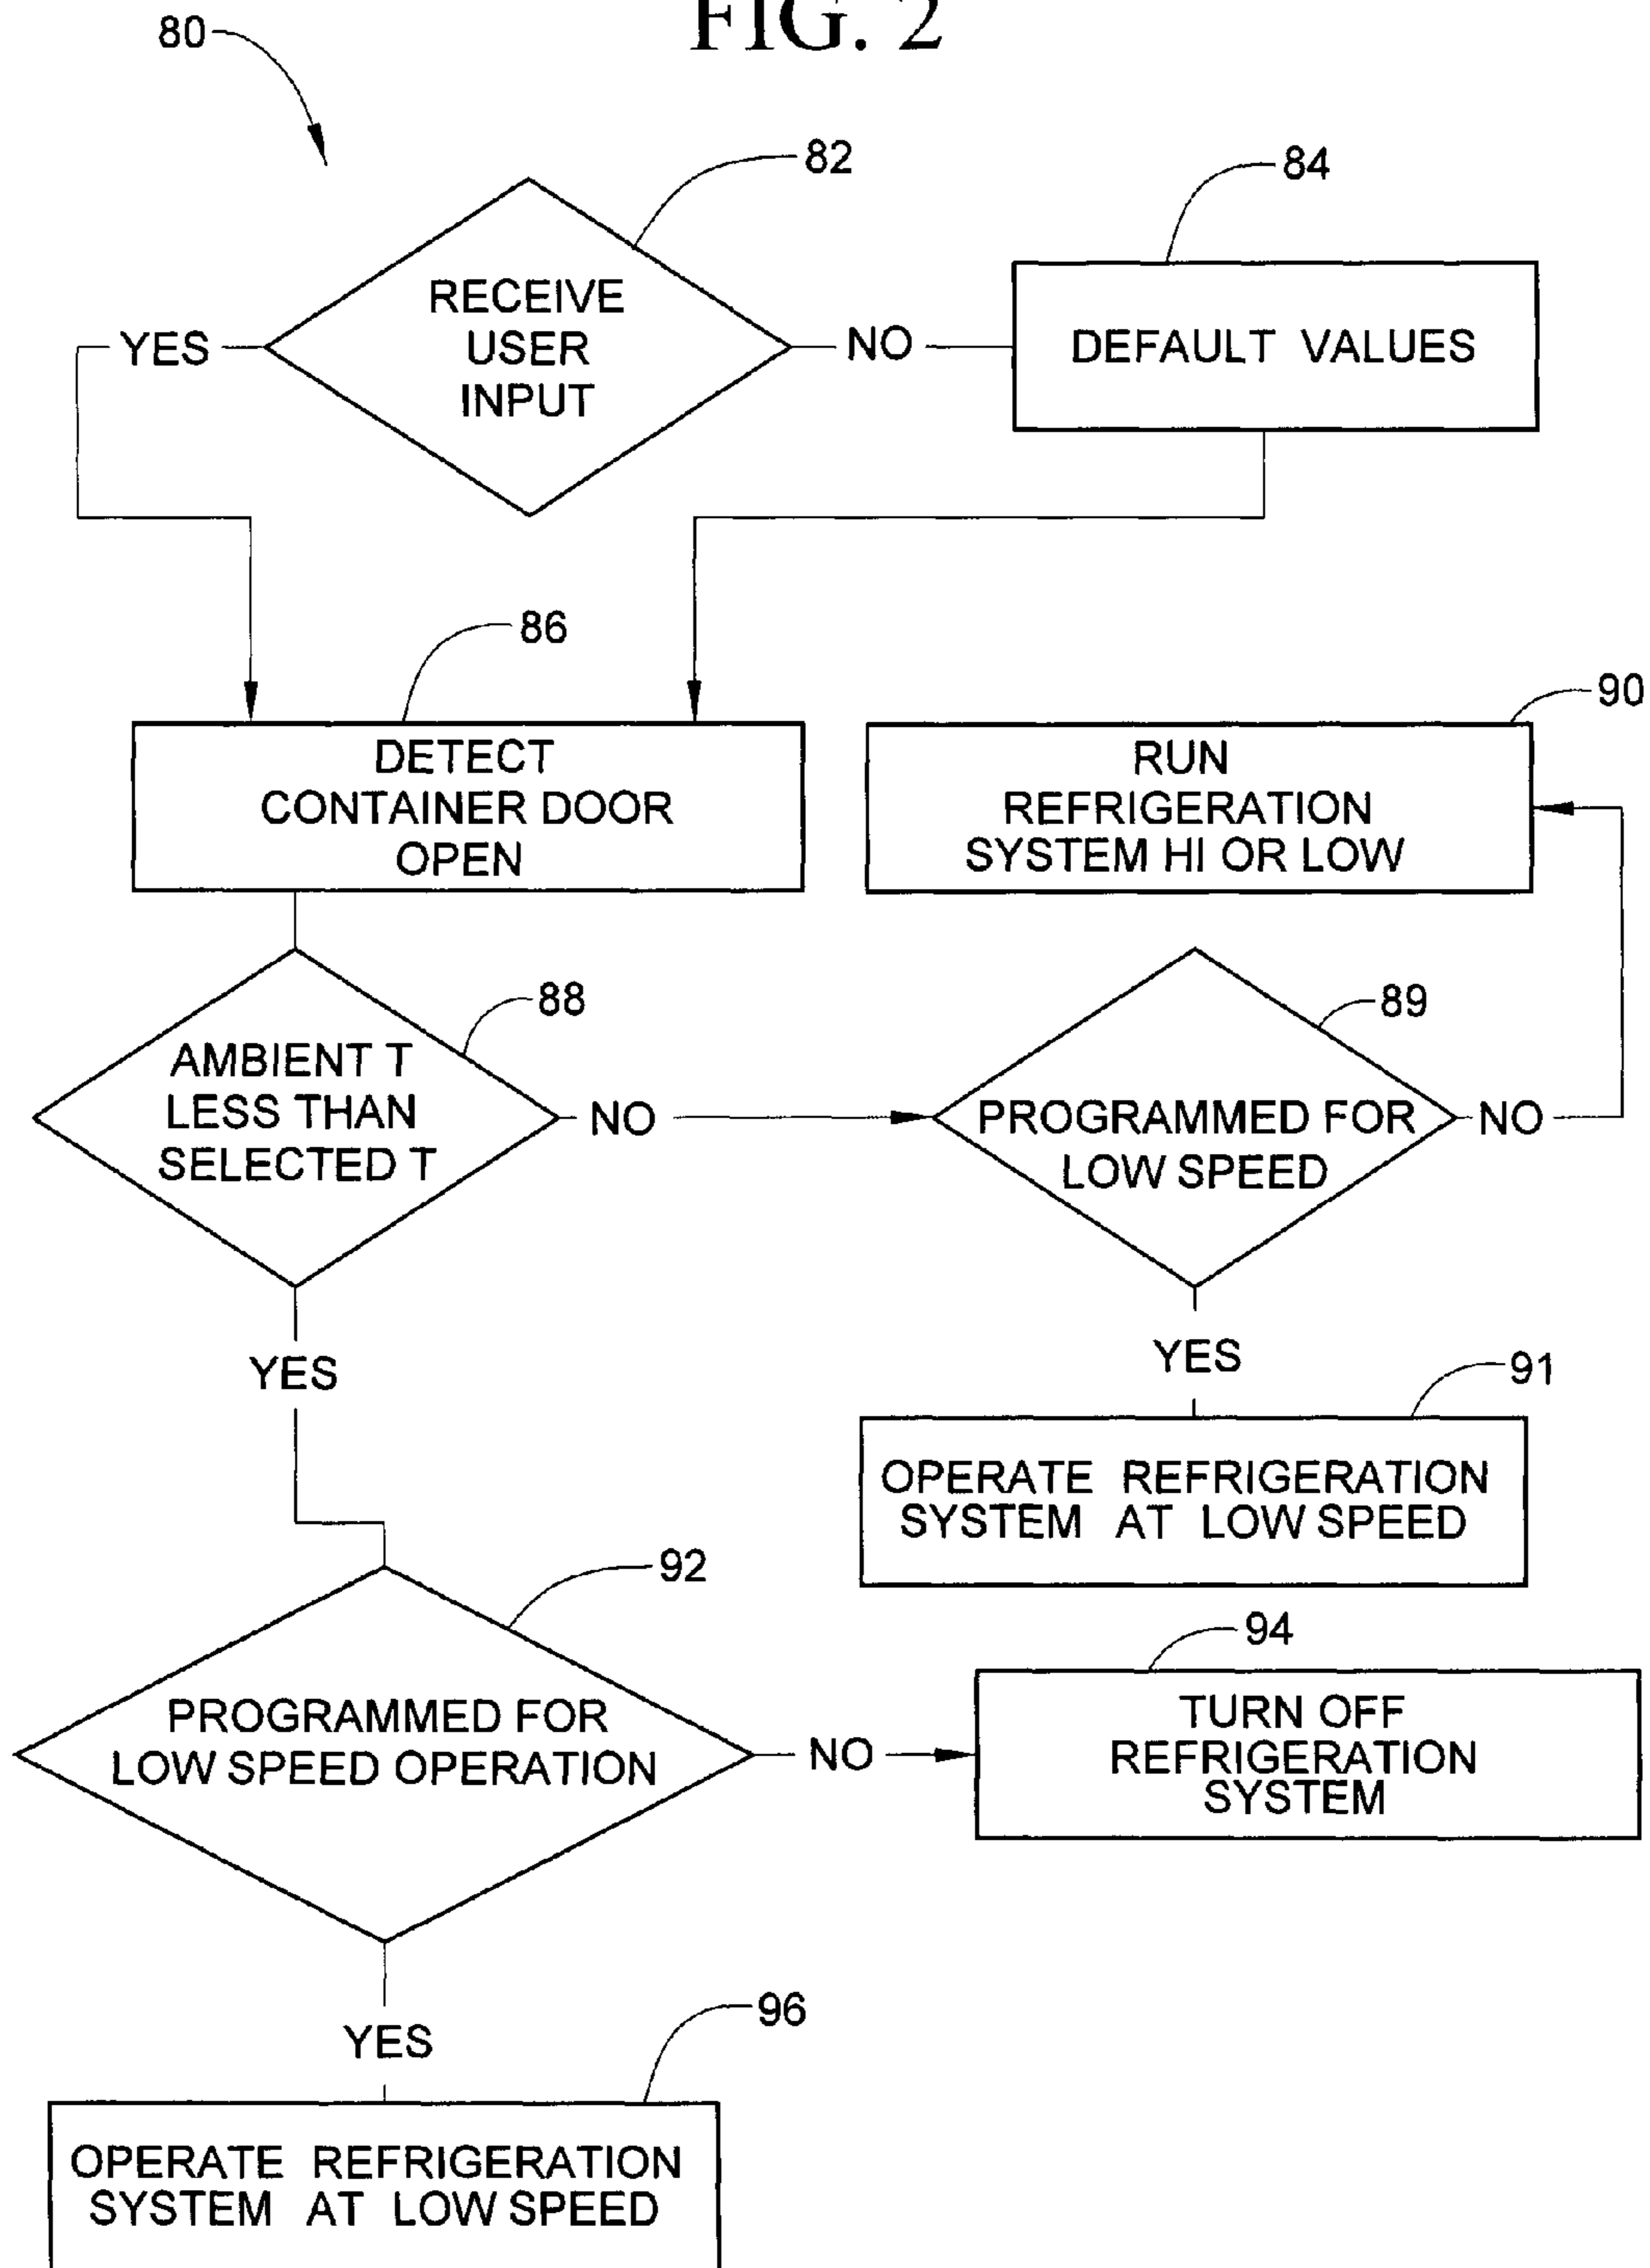 FIG. 2
80
82
84
RECEIVE
USER
INPUT
YES
NO
DEFAULT VALUES
86
90
DETECT
CONTAINER DOOR
OPEN
RUN
REFRIGERATION
SYSTEM HI OR LOW
88
89
AMBIENT T
LESS THAN
SELECTED T
NO
PROGRAMMED FOR
LOW SPEED
NO
YES
YES
91
OPERATE REFRIGERATION
SYSTEM AT LOW SPEED
92
94
PROGRAMMED FOR
LOW SPEED OPERATION
NO
TURN OFF
REFRIGERATION
SYSTEM
YES
96
OPERATE REFRIGERATION
SYSTEM AT LOW SPEED